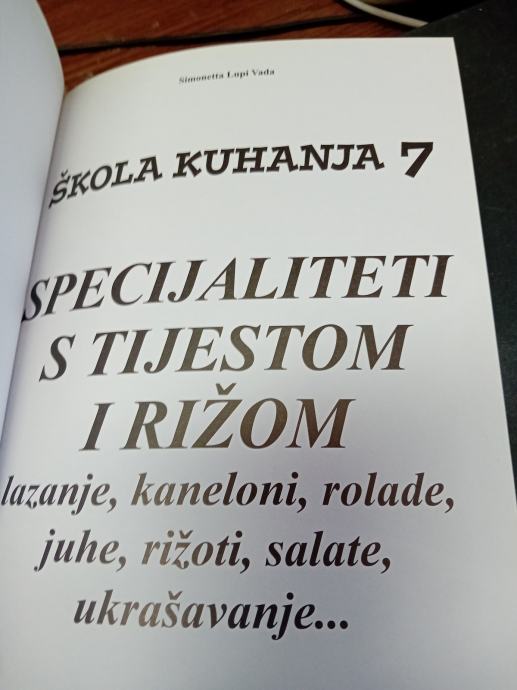 Simonetta Lupi Vada
ŠKOLA KUHANJA 7
SPECIJALITETI
S TIJESTOM
I RIŽOM
lazanje, kaneloni, rolade,
juhe, rižoti, salate,
ukrašavanje...